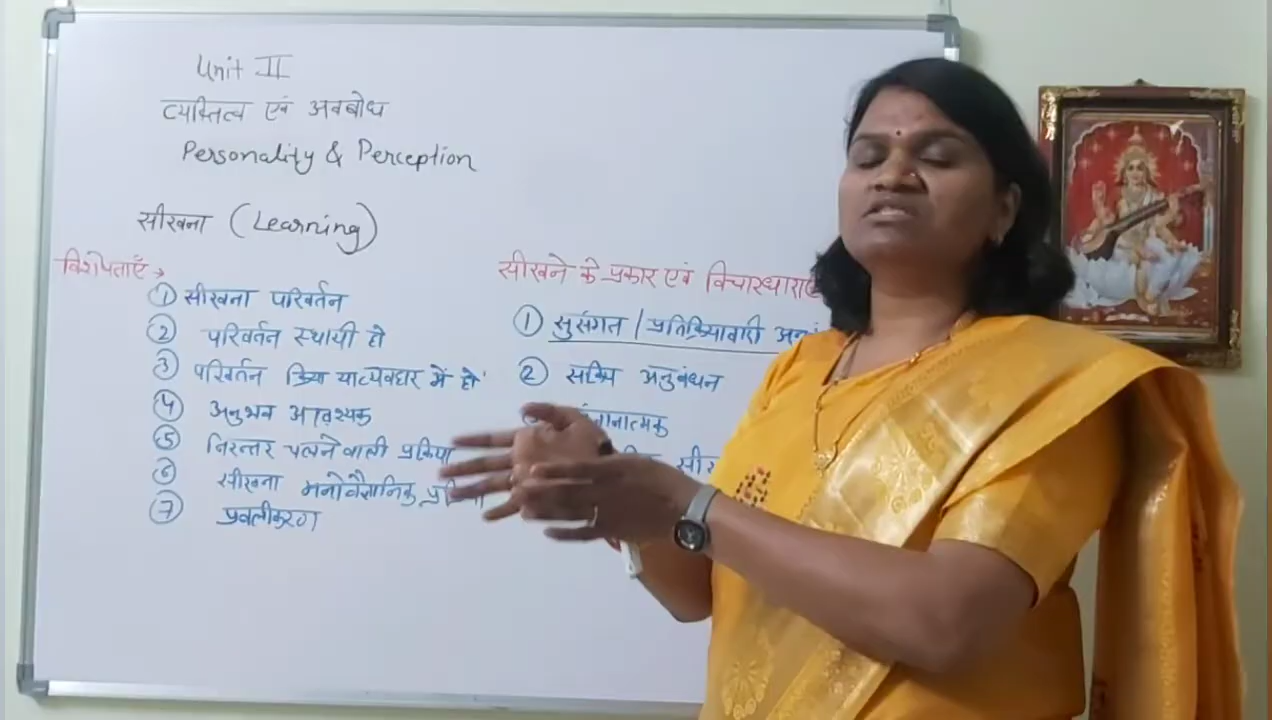 Unit II
व्यक्तित्व एवं अवबोध
Personality & Perception
सीखना (Learning)
विशेषताएँ →
① सीखना परिवर्तन
② परिवर्तन स्थायी हो
③ परिवर्तन क्रिया या व्यवहार में हो
④ अनुभव आवश्यक
⑤ निरन्तर चलने वाली प्रक्रिया
⑥ सीखना मनोवैज्ञानिक
⑦ प्रबलीकरण
सीखने के प्रकार एवं विचारधाराएँ
① सुसंगत / प्रतिक्रियावादी
② सक्रिय अनुबंधन